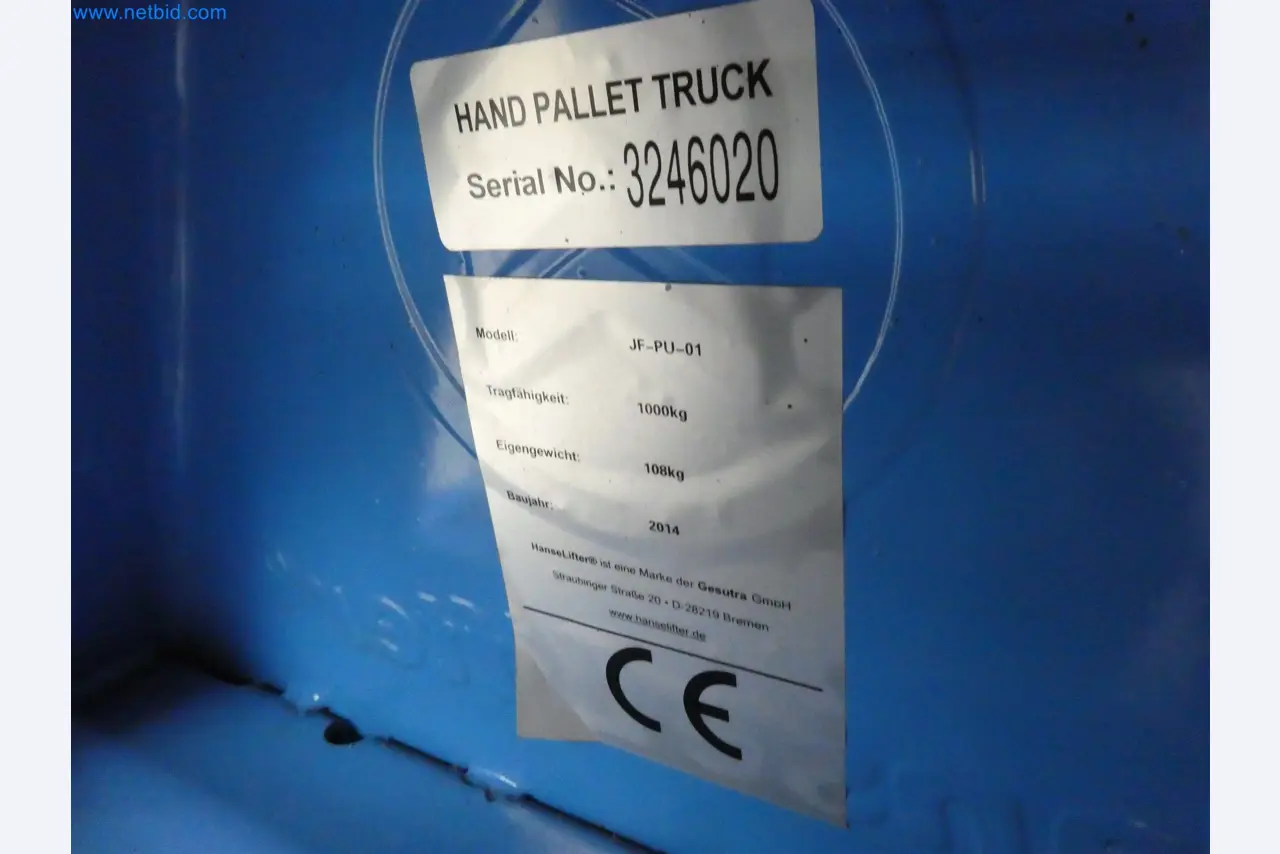 www.netbid.com
HAND PALLET TRUCK
Serial No.: 3246020
Modell: JF-PU-01
Tragfähigkeit: 1000kg
Eigengewicht: 108kg
Baujahr: 2014
HanseLifter® ist eine Marke der Gesutra GmbH
Straubinger Straße 20 • D-28219 Bremen
www.hanselifter.de
CE